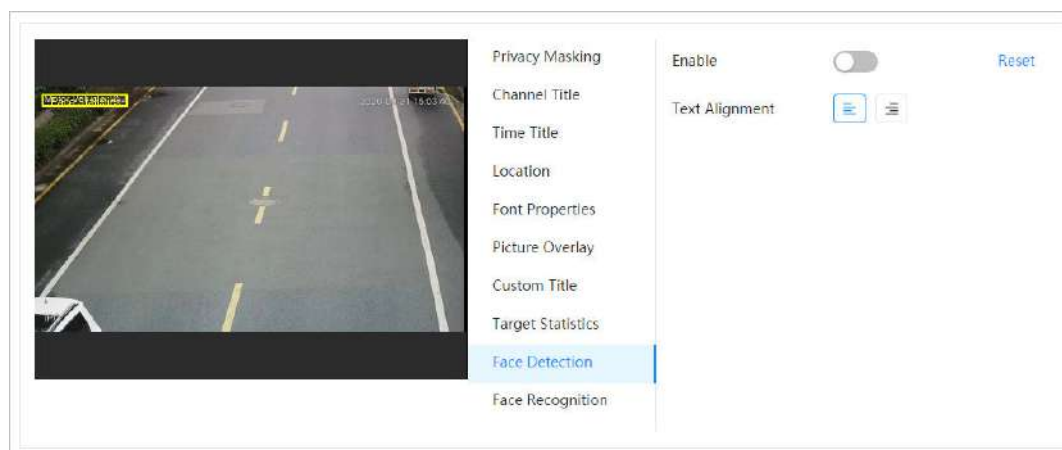 Privacy Masking
Channel Title
Time Title
Location
Font Properties
Picture Overlay
Custom Title
Target Statistics
Face Detection
Face Recognition
Enable
Reset
Text Alignment